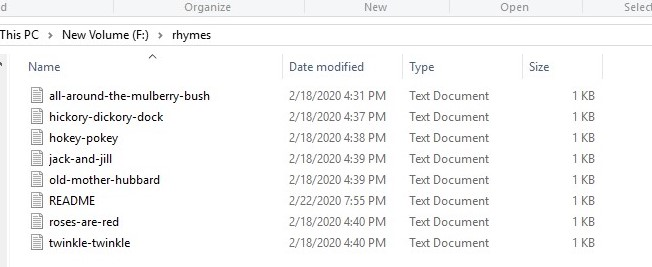 Organize New Open Select
This PC > New Volume (F:) > rhymes
Name Date modified Type Size
all-around-the-mulberry-bush 2/18/2020 4:31 PM Text Document 1 KB
hickory-dickory-dock 2/18/2020 4:37 PM Text Document 1 KB
hokey-pokey 2/18/2020 4:38 PM Text Document 1 KB
jack-and-jill 2/18/2020 4:39 PM Text Document 1 KB
old-mother-hubbard 2/18/2020 4:39 PM Text Document 1 KB
README 2/22/2020 7:55 PM Text Document 1 KB
roses-are-red 2/18/2020 4:40 PM Text Document 1 KB
twinkle-twinkle 2/18/2020 4:40 PM Text Document 1 KB